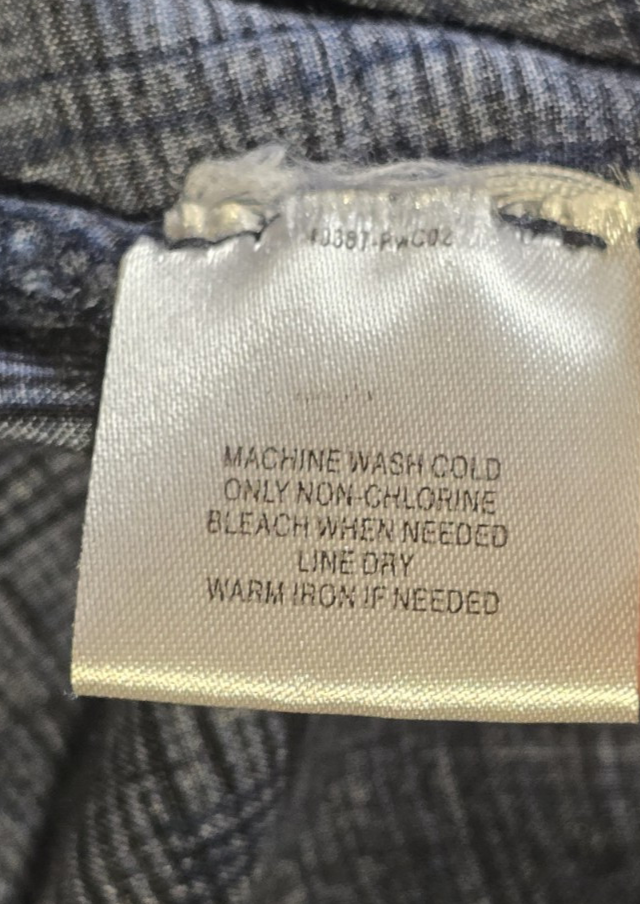 MACHINE WASH COLD
ONLY NON-CHLORINE
BLEACH WHEN NEEDED
LINE DRY
WARM IRON IF NEEDED